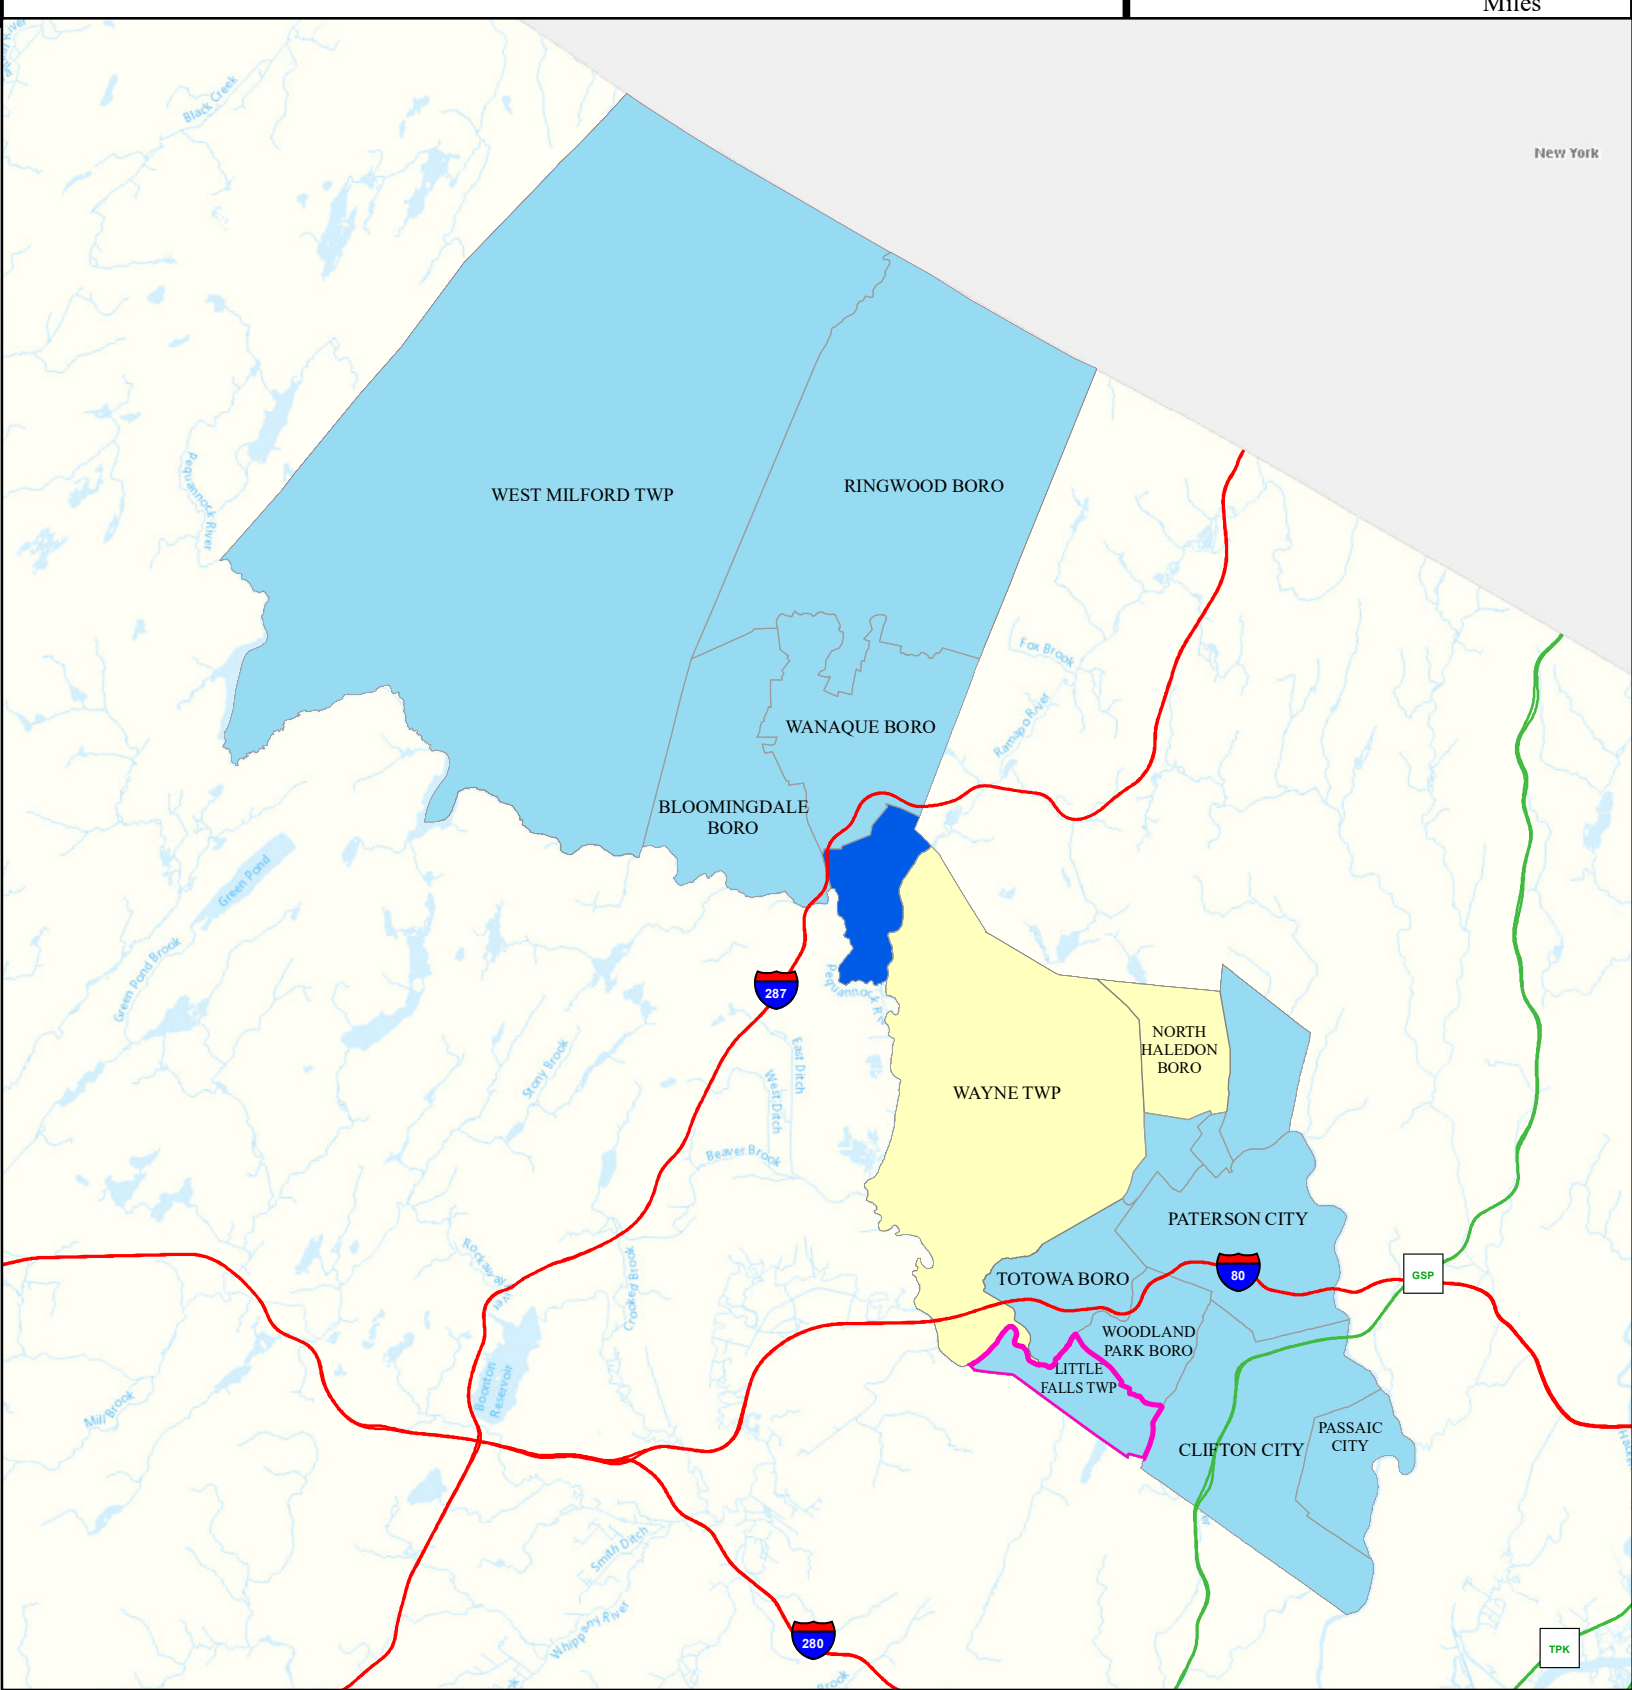 Miles
Black Creek
New York
Pequannock River
WEST MILFORD TWP
RINGWOOD BORO
Fox Brook
Ramapo River
WANAQUE BORO
BLOOMINGDALE
BORO
Green Pond
Green Pond Brook
287
Stony Brook
East Ditch
West Ditch
Beaver Brook
NORTH
HALEDON
BORO
WAYNE TWP
PATERSON CITY
TOTOWA BORO
80
GSP
Crooked Brook
WOODLAND
PARK BORO
LITTLE
FALLS TWP
Boonton
Reservoir
Mill Brook
PASSAIC
CITY
CLIFTON CITY
Smith Ditch
Whippany River
280
TPK
Brook